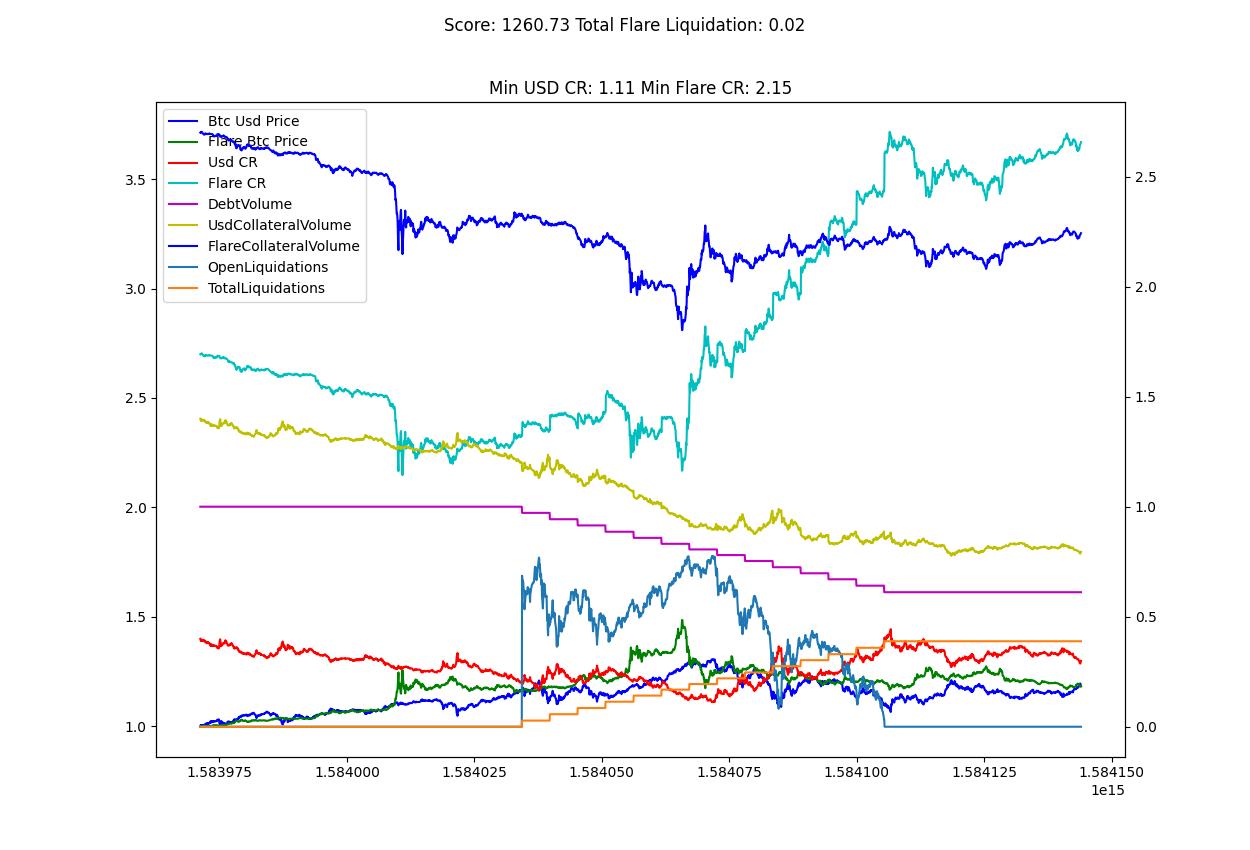 Score: 1260.73 Total Flare Liquidation: 0.02
Min USD CR: 1.11 Min Flare CR: 2.15
Btc Usd Price
Flare Btc Price
Usd CR
Flare CR
DebtVolume
UsdCollateralVolume
FlareCollateralVolume
OpenLiquidations
TotalLiquidations
3.5
3.0
2.5
2.0
1.5
1.0
2.5
2.0
1.5
1.0
0.5
0.0
1.583975 1.584000 1.584025 1.584050 1.584075 1.584100 1.584125 1.584150
1e15